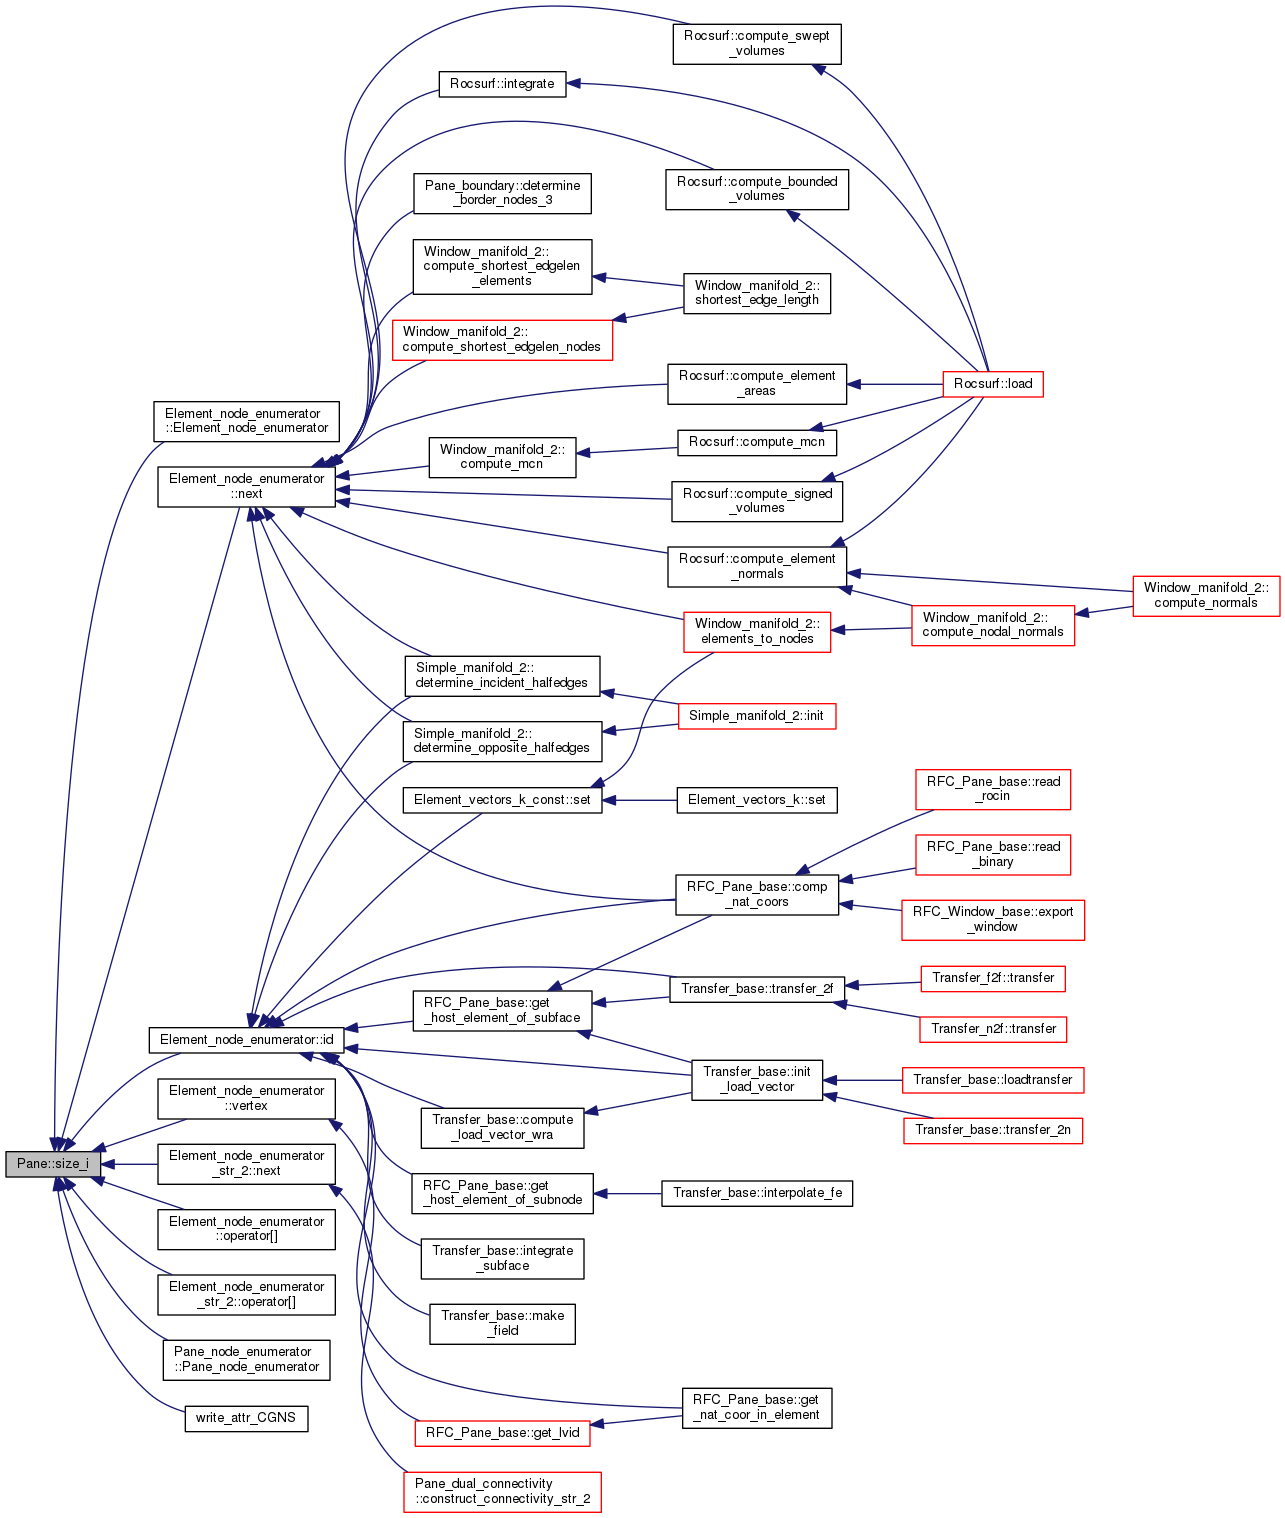 Rocsurf::compute_swept
_volumes
Rocsurf::integrate
Rocsurf::compute_bounded
_volumes
Pane_boundary::determine
_border_nodes_3
Window_manifold_2::
compute_shortest_edgelen
_elements
Window_manifold_2::
shortest_edge_length
Window_manifold_2::
compute_shortest_edgelen_nodes
Rocsurf::compute_element
_areas
Rocsurf::load
Element_node_enumerator
::Element_node_enumerator
Window_manifold_2::
compute_mcn
Rocsurf::compute_mcn
Element_node_enumerator
::next
Rocsurf::compute_signed
_volumes
Rocsurf::compute_element
_normals
Window_manifold_2::
compute_normals
Window_manifold_2::
elements_to_nodes
Window_manifold_2::
compute_nodal_normals
Simple_manifold_2::
determine_incident_halfedges
Simple_manifold_2::init
Simple_manifold_2::
determine_opposite_halfedges
Element_vectors_k_const::set
Element_vectors_k::set
RFC_Pane_base::read
_rocin
RFC_Pane_base::read
_binary
RFC_Pane_base::comp
_nat_coors
RFC_Window_base::export
_window
Transfer_base::transfer_2f
Transfer_f2f::transfer
RFC_Pane_base::get
_host_element_of_subface
Transfer_n2f::transfer
Element_node_enumerator::id
Transfer_base::init
_load_vector
Transfer_base::loadtransfer
Element_node_enumerator
::vertex
Transfer_base::compute
_load_vector_wra
Transfer_base::transfer_2n
Pane::size_i
Element_node_enumerator
_str_2::next
RFC_Pane_base::get
_host_element_of_subnode
Transfer_base::interpolate_fe
Element_node_enumerator
::operator[]
Transfer_base::integrate
_subface
Element_node_enumerator
_str_2::operator[]
Transfer_base::make
_field
Pane_node_enumerator
::Pane_node_enumerator
RFC_Pane_base::get
_nat_coor_in_element
write_attr_CGNS
RFC_Pane_base::get_lvid
Pane_dual_connectivity
::construct_connectivity_str_2